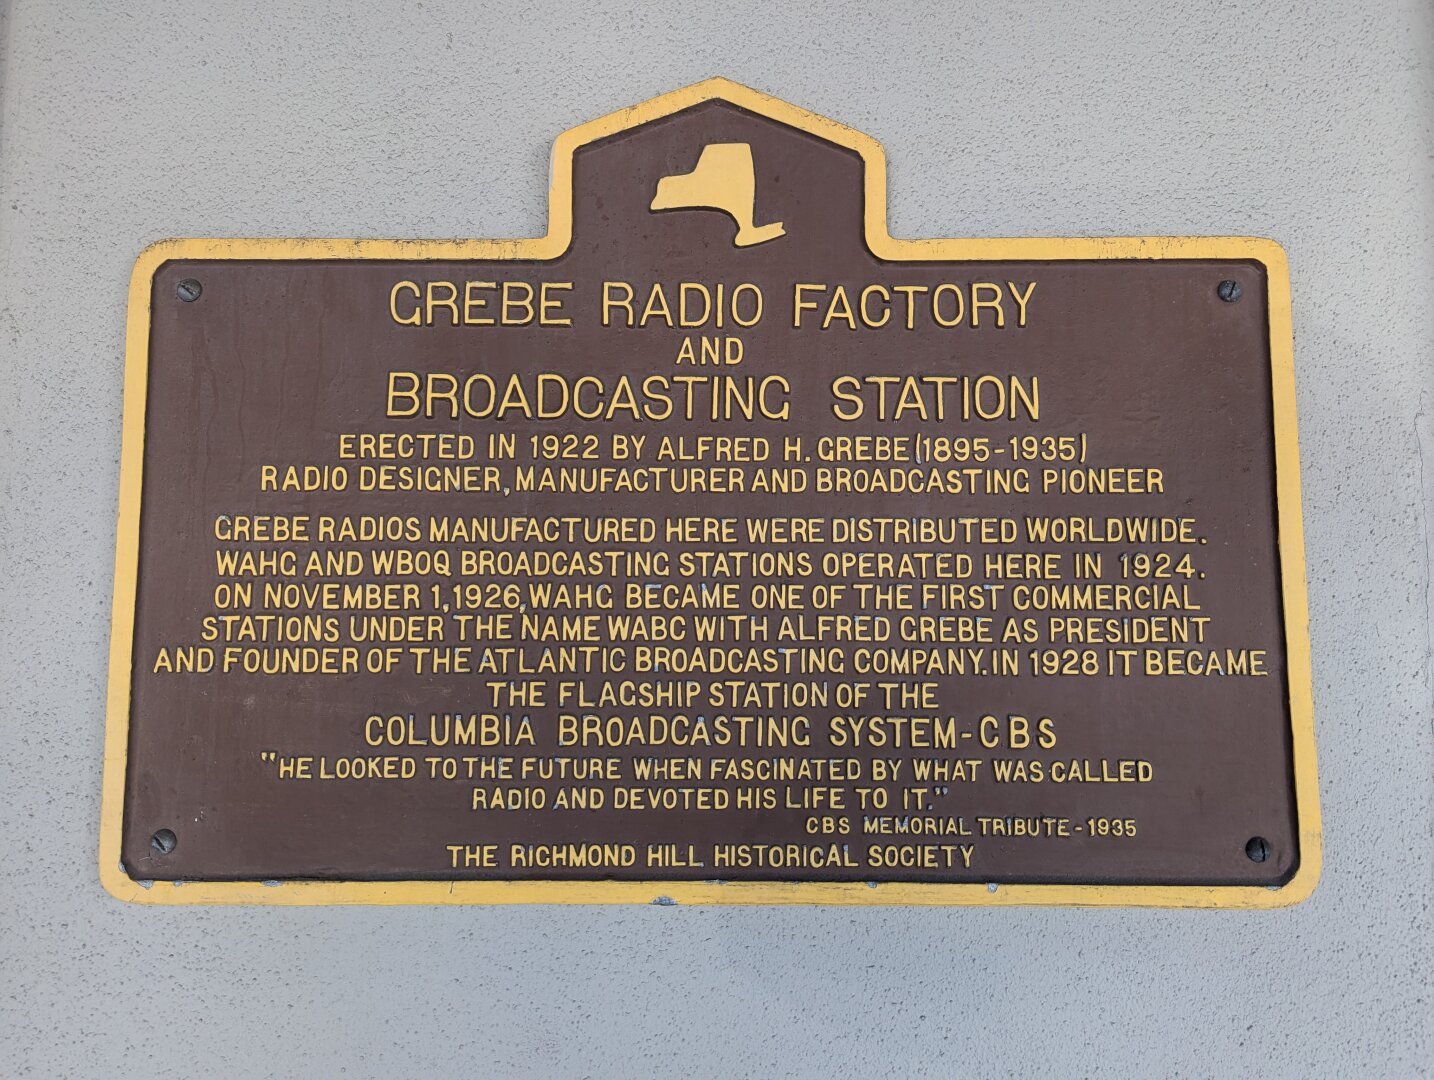 GREBE RADIO FACTORY
AND
BROADCASTING STATION
ERECTED IN 1922 BY ALFRED H. GREBE (1895-1935)
RADIO DESIGNER, MANUFACTURER AND BROADCASTING PIONEER
GREBE RADIOS MANUFACTURED HERE WERE DISTRIBUTED WORLDWIDE.
WAHG AND WBOQ BROADCASTING STATIONS OPERATED HERE IN 1924.
ON NOVEMBER 1, 1926, WAHG BECAME ONE OF THE FIRST COMMERCIAL
STATIONS UNDER THE NAME WABC WITH ALFRED GREBE AS PRESIDENT
AND FOUNDER OF THE ATLANTIC BROADCASTING COMPANY. IN 1928 IT BECAME
THE FLAGSHIP STATION OF THE
COLUMBIA BROADCASTING SYSTEM-CBS
"HE LOOKED TO THE FUTURE WHEN FASCINATED BY WHAT WAS CALLED
RADIO AND DEVOTED HIS LIFE TO IT."
CBS MEMORIAL TRIBUTE-1935
THE RICHMOND HILL HISTORICAL SOCIETY